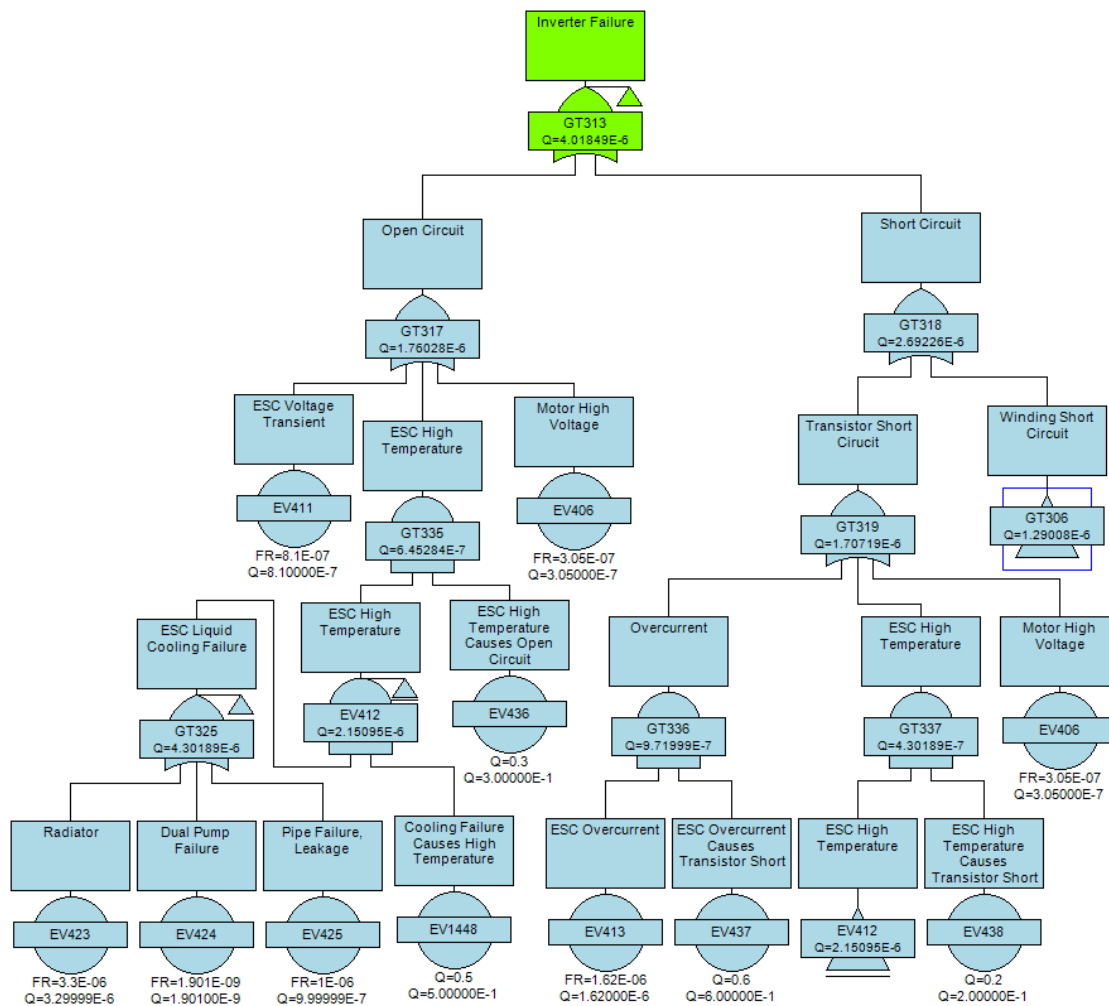 Inverter Failure
GT313
Q=4.01849E-6
Open Circuit
Short Circuit
GT317
Q=1.76028E-6
GT318
Q=2.69226E-6
ESC Voltage
Transient
ESC High
Temperature
Motor High
Voltage
Transistor Short
Cirucit
Winding Short
Circuit
EV411
FR=8.1E-07
Q=8.10000E-7
GT335
Q=6.45284E-7
EV406
FR=3.05E-07
Q=3.05000E-7
GT319
Q=1.70719E-6
GT306
Q=1.29008E-6
ESC Liquid
Cooling Failure
ESC High
Temperature
ESC High
Temperature
Causes Open
Circuit
Overcurrent
ESC High
Temperature
Motor High
Voltage
GT325
Q=4.30189E-6
EV412
Q=2.15095E-6
EV436
Q=0.3
Q=3.00000E-1
GT336
Q=9.71999E-7
GT337
Q=4.30189E-7
EV406
FR=3.05E-07
Q=3.05000E-7
Radiator
Dual Pump
Failure
Pipe Failure,
Leakage
Cooling Failure
Causes High
Temperature
ESC Overcurrent
ESC Overcurrent
Causes
Transistor Short
ESC High
Temperature
ESC High
Temperature
Causes
Transistor Short
EV423
FR=3.3E-06
Q=3.29999E-6
EV424
FR=1.901E-09
Q=1.90100E-9
EV425
FR=1E-06
Q=9.99999E-7
EV1448
Q=0.5
Q=5.00000E-1
EV413
FR=1.62E-06
Q=1.62000E-6
EV437
Q=0.6
Q=6.00000E-1
EV412
Q=2.15095E-6
EV438
Q=0.2
Q=2.00000E-1